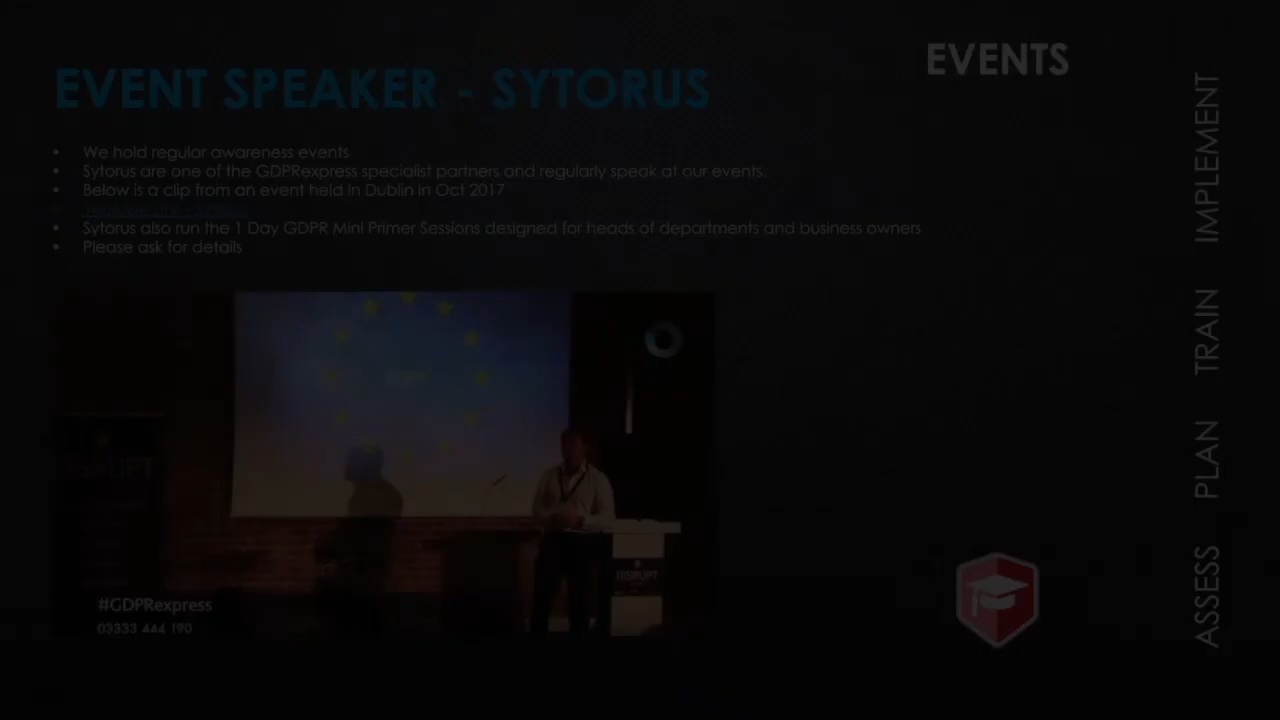 EVENTS
EVENT SPEAKER - SYTORUS
• We hold regular awareness events
• Sytorus are one of the GDPRexpress specialist partners and regularly speak at our events.
• Below is a clip from an event held in Dublin in Oct 2017
• Sytorus also run the 1 Day GDPR Mini Primer Sessions designed for heads of departments and business owners
• Please ask for details
DISRUPT
#GDPRexpress
03333 444 190
ASSESS PLAN TRAIN IMPLEMENT